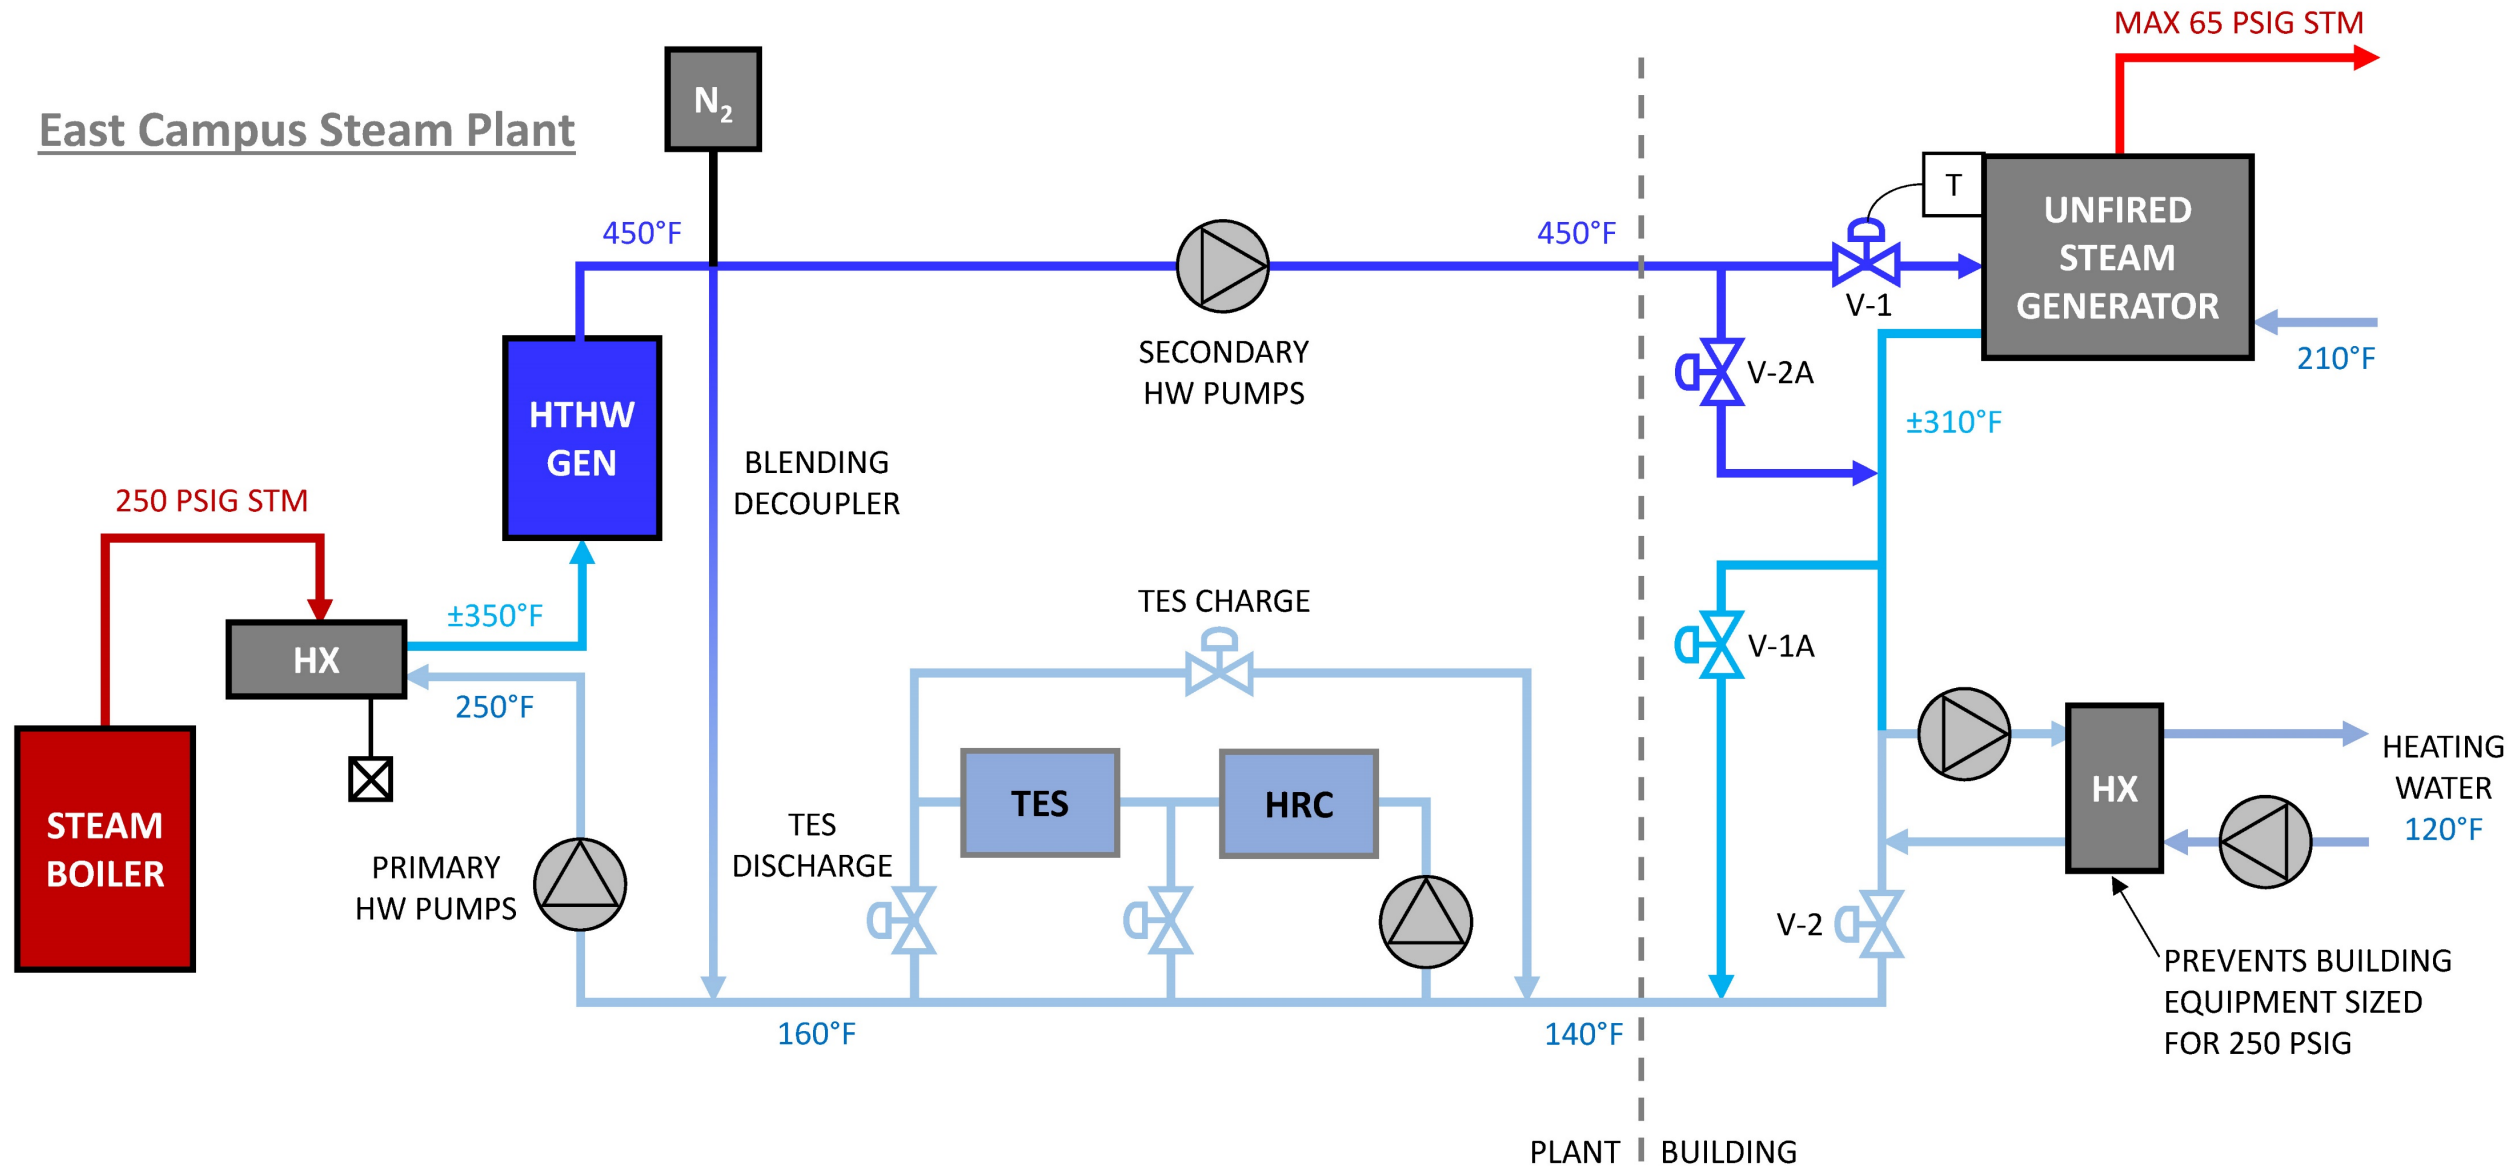 MAX 65 PSIG STM
N2
East Campus Steam Plant
T
UNFIRED
STEAM
GENERATOR
450°F
450°F
V-1
SECONDARY
HW PUMPS
210°F
V-2A
HTHW
GEN
±310°F
BLENDING
DECOUPLER
250 PSIG STM
±350°F
TES CHARGE
V-1A
HX
250°F
HEATING
WATER
120°F
HX
TES
HRC
STEAM
BOILER
TES
DISCHARGE
PRIMARY
HW PUMPS
V-2
PREVENTS BUILDING
EQUIPMENT SIZED
FOR 250 PSIG
160°F
140°F
PLANT
BUILDING